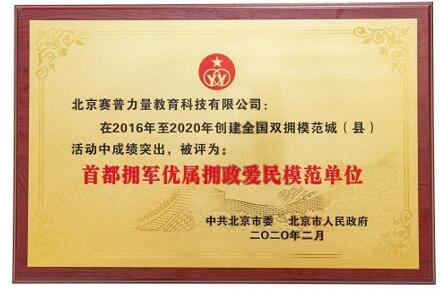 北京赛普力量教育科技有限公司：
在2016年至2020年创建全国双拥模范城（县）
活动中成绩突出，被评为：
首都拥军优属拥政爱民模范单位
中共北京市委 北京市人民政府
二〇二〇年二月